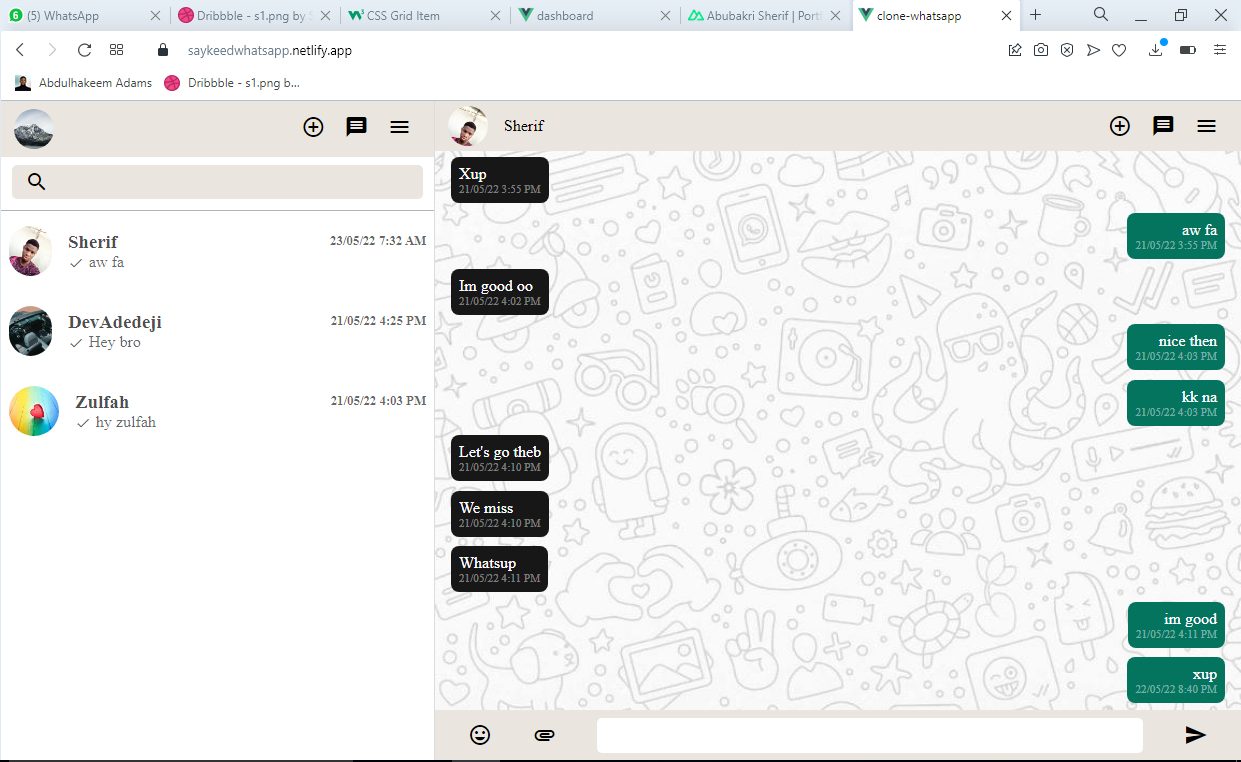 (5) WhatsApp
Dribbble - s1.png by S
CSS Grid Item
dashboard
Abubakri Sherif | Portf
clone-whatsapp
saykeedwhatsapp.netlify.app
Abdulhakeem Adams
Dribbble - s1.png b...
Sherif
23/05/22 7:32 AM
aw fa
DevAdedeji
21/05/22 4:25 PM
Hey bro
Zulfah
21/05/22 4:03 PM
hy zulfah
Sherif
Xup
21/05/22 3:55 PM
aw fa
21/05/22 3:55 PM
Im good oo
21/05/22 4:02 PM
nice then
21/05/22 4:03 PM
kk na
21/05/22 4:03 PM
Let's go theb
21/05/22 4:10 PM
We miss
21/05/22 4:10 PM
Whatsup
21/05/22 4:11 PM
im good
21/05/22 4:11 PM
xup
22/05/22 8:40 PM